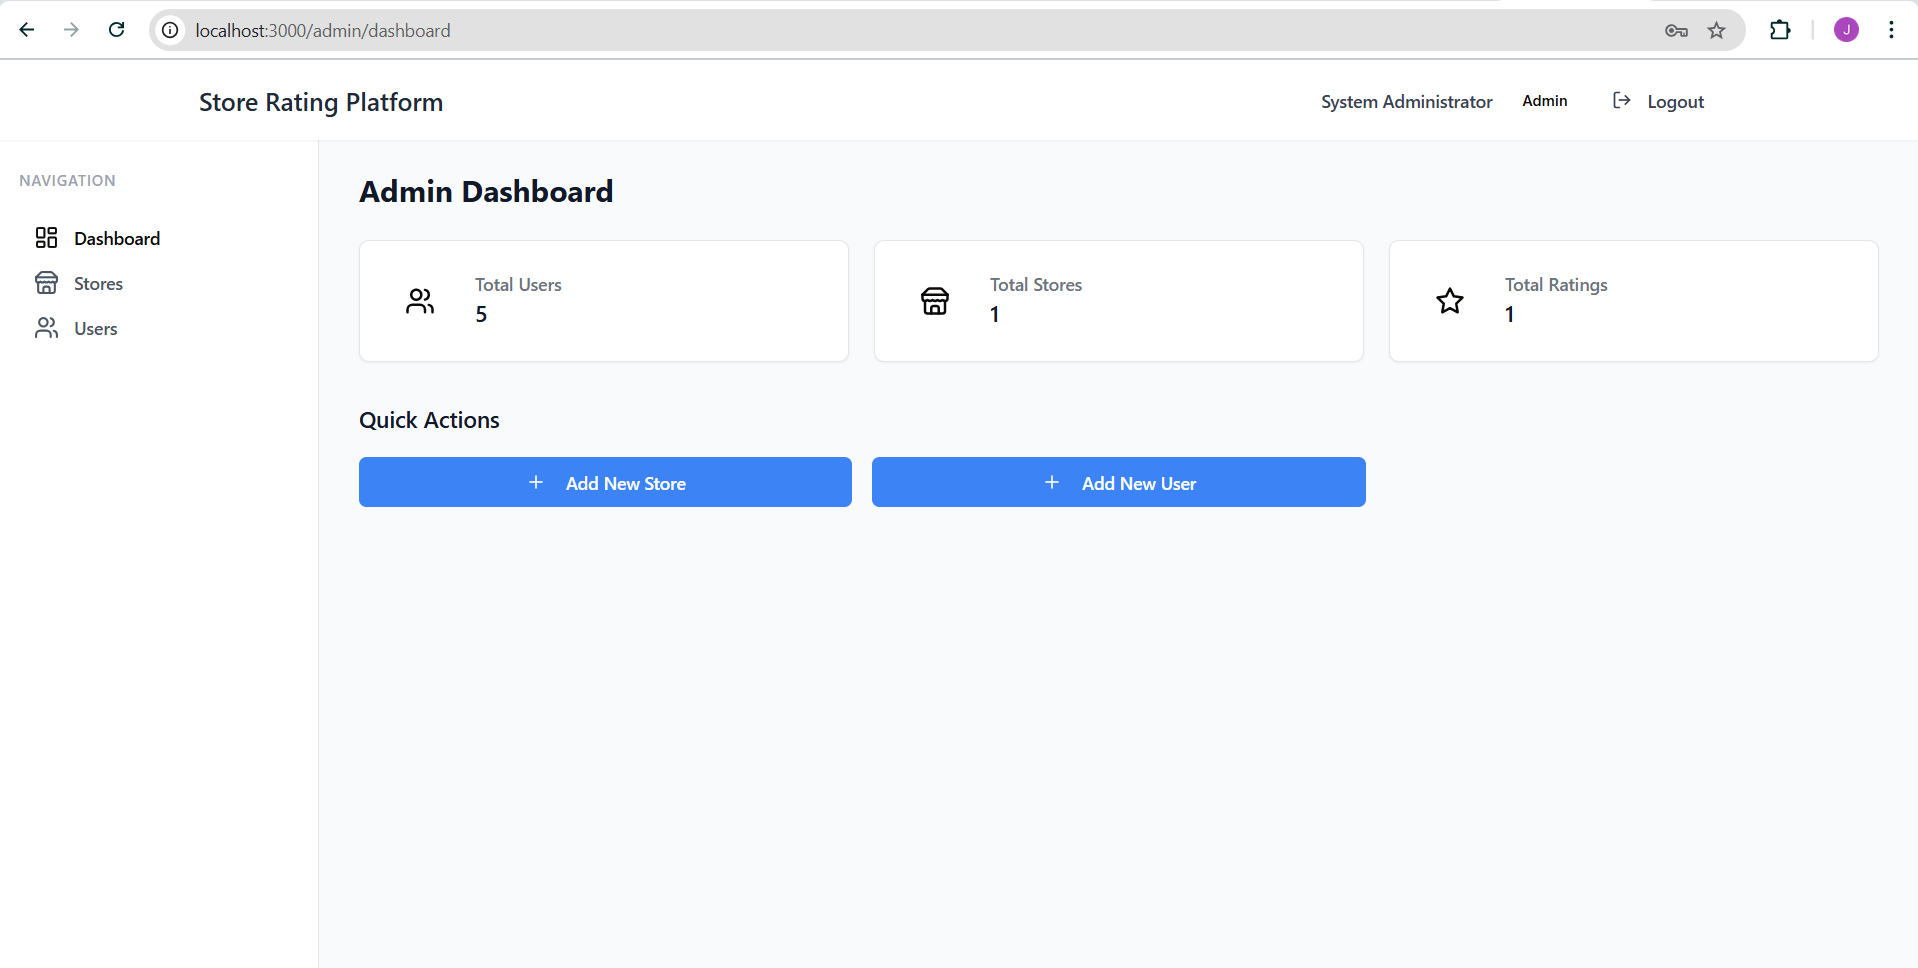 localhost:3000/admin/dashboard
J
Store Rating Platform
System Administrator Admin Logout
NAVIGATION
Dashboard
Stores
Users
Admin Dashboard
Total Users
5
Total Stores
1
Total Ratings
1
Quick Actions
+ Add New Store
+ Add New User